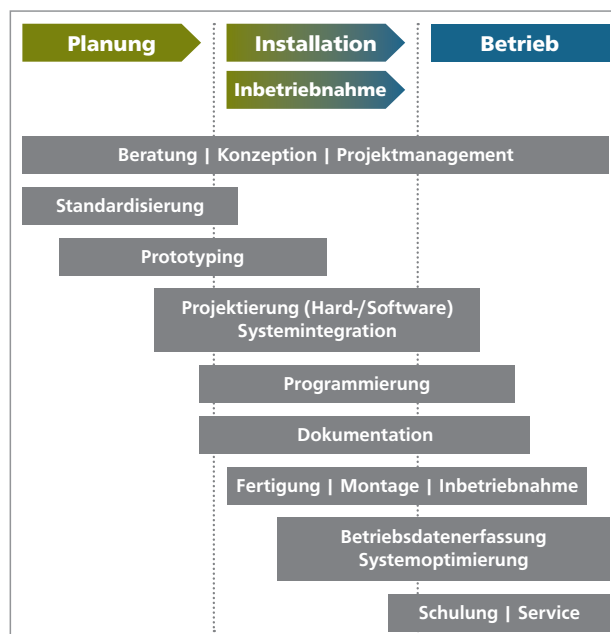 Planung
Installation
Betrieb
Inbetriebnahme
Beratung | Konzeption | Projektmanagement
Standardisierung
Prototyping
Projektierung (Hard-/Software)
Systemintegration
Programmierung
Dokumentation
Fertigung | Montage | Inbetriebnahme
Betriebsdatenerfassung
Systemoptimierung
Schulung | Service